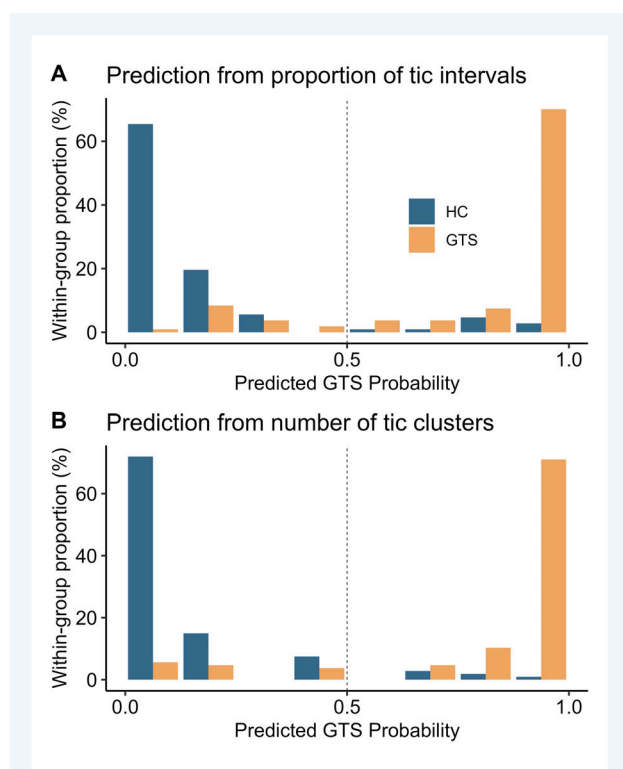 A Prediction from proportion of tic intervals
Within-group proportion (%)
60
40
20
0
HC
GTS
0.0 0.5 1.0
Predicted GTS Probability
B Prediction from number of tic clusters
Within-group proportion (%)
60
40
20
0
0.0 0.5 1.0
Predicted GTS Probability